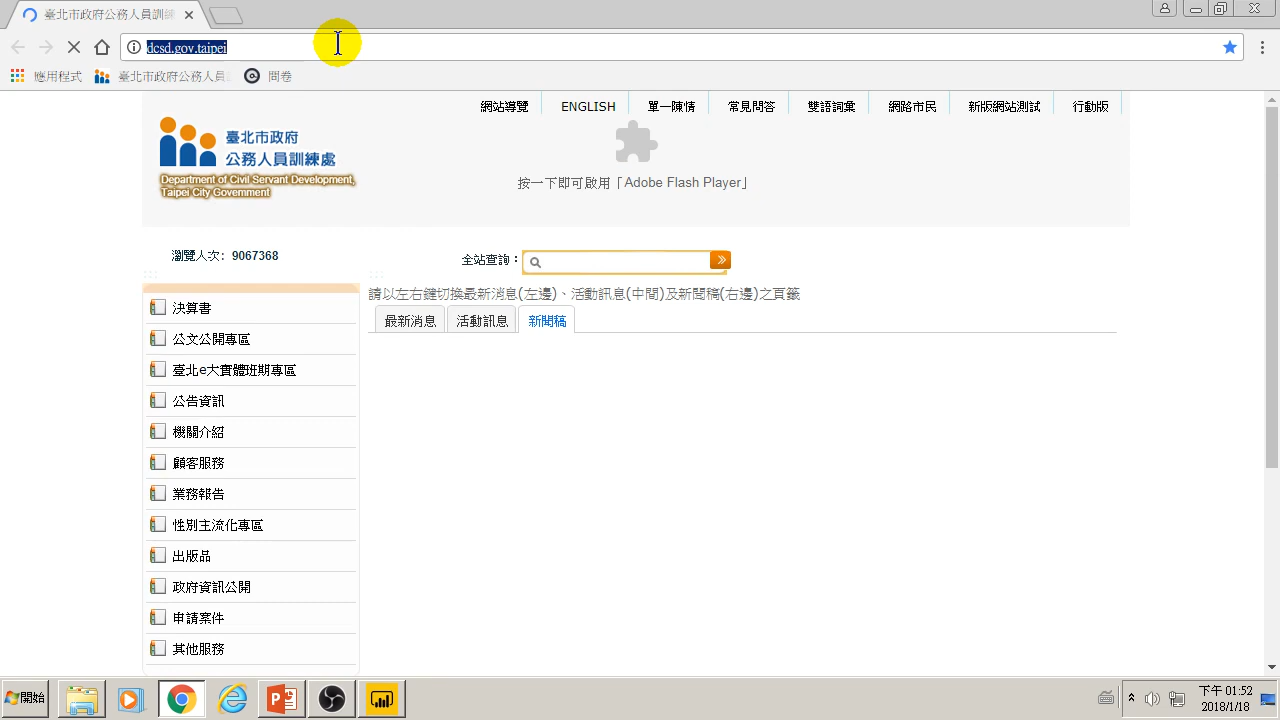 臺北市政府公務人員訓練
dcsd.gov.taipei
應用程式 臺北市政府公務人員 問卷
網站導覽 ENGLISH 單一陳情 常見問答 雙語詞彙 網路市民 新版網站測試 行動版
臺北市政府
公務人員訓練處
Department of Civil Servant Development,
Taipei City Government
按一下即可啟用「Adobe Flash Player」
瀏覽人次: 9067368
全站查詢：
請以左右鍵切換最新消息(左邊)、活動訊息(中間)及新聞稿(右邊)之頁籤
最新消息 活動訊息 新聞稿
決算書
公文公開專區
臺北e大實體班期專區
公告資訊
機關介紹
顧客服務
業務報告
性別主流化專區
出版品
政府資訊公開
申請案件
其他服務
開始
下午 01:52
2018/1/18